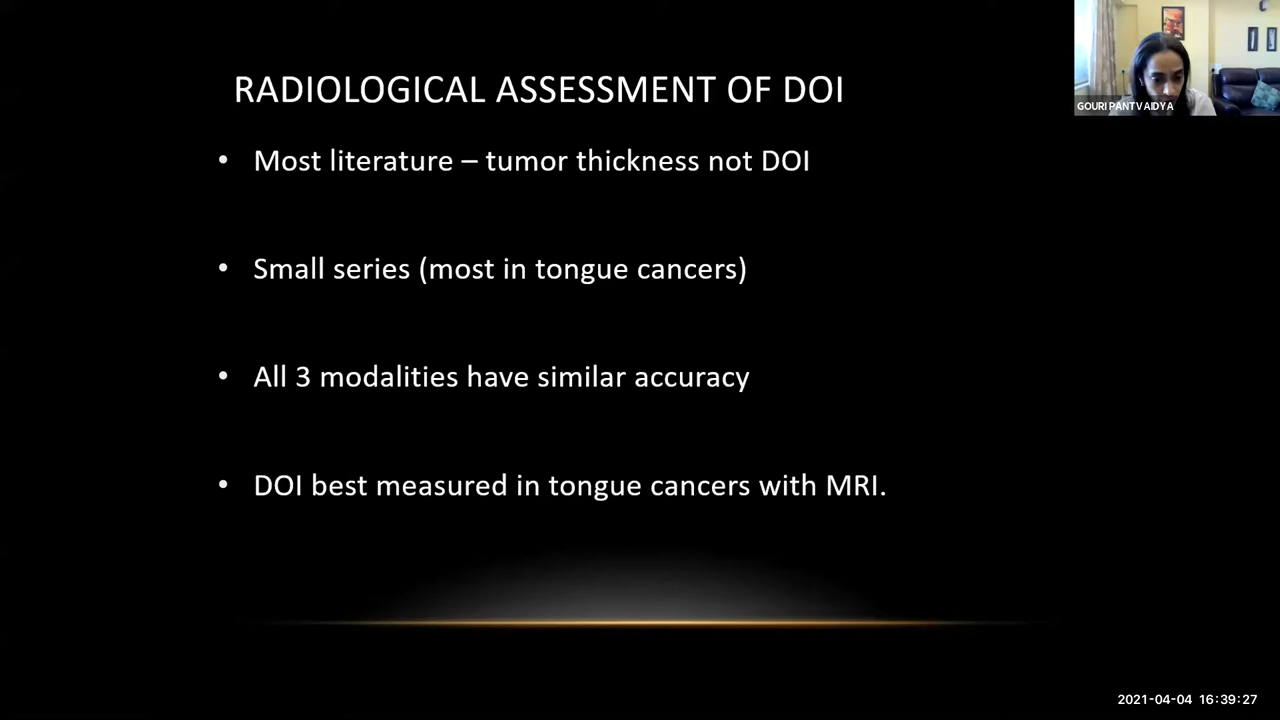 RADIOLOGICAL ASSESSMENT OF DOI
GOURI PANTVAIDYA
• Most literature – tumor thickness not DOI
• Small series (most in tongue cancers)
• All 3 modalities have similar accuracy
• DOI best measured in tongue cancers with MRI.
2021-04-04 16:39:27